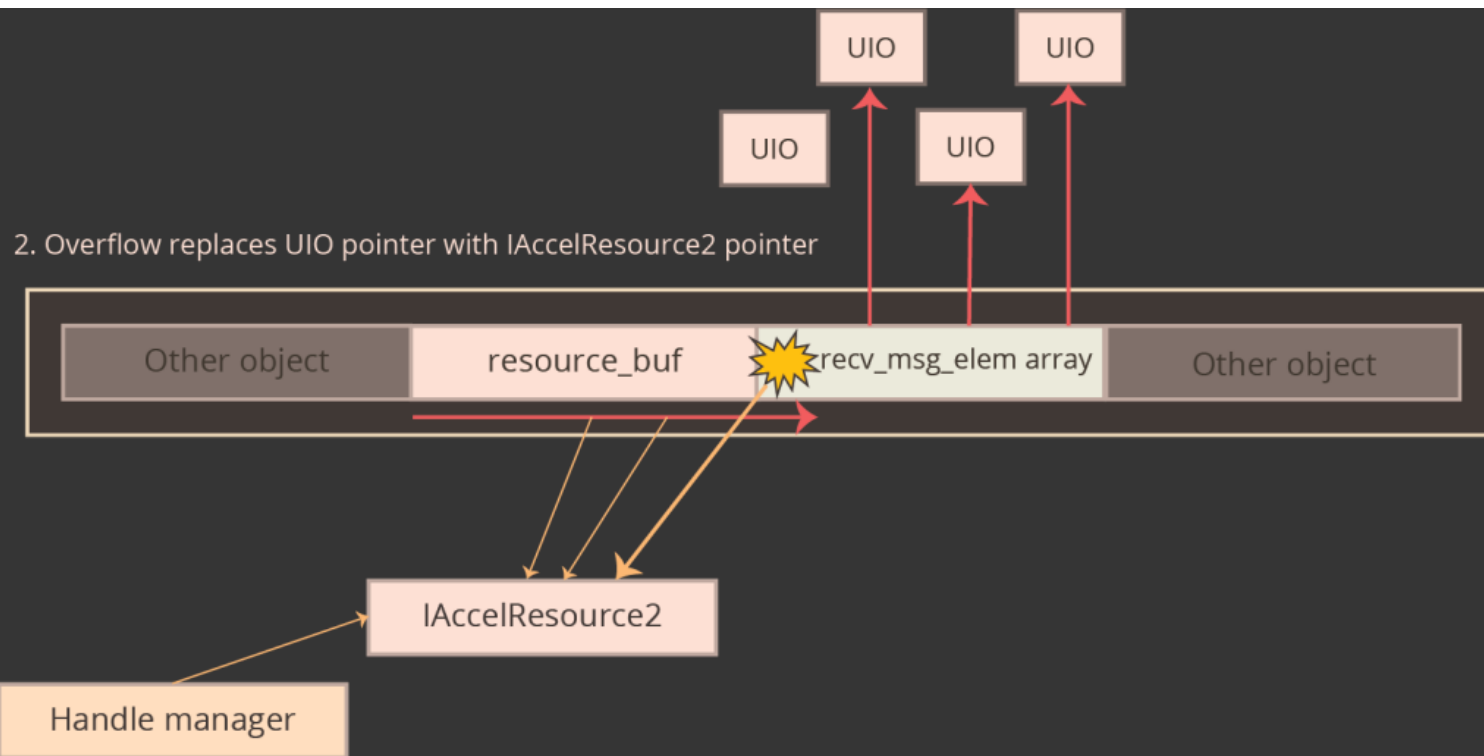 UIO
UIO
UIO
UIO
2. Overflow replaces UIO pointer with IAccelResource2 pointer
Other object
resource_buf
recv_msg_elem array
Other object
IAccelResource2
Handle manager